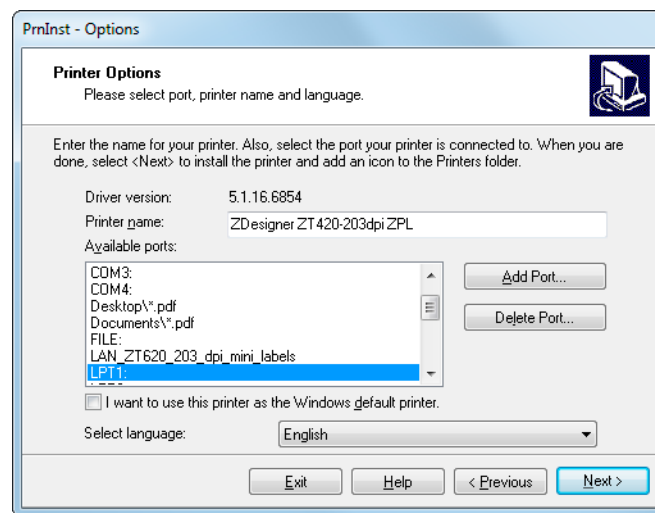 PrnInst - Options
Printer Options
Please select port, printer name and language.
Enter the name for your printer. Also, select the port your printer is connected to. When you are
done, select <Next> to install the printer and add an icon to the Printers folder.
Driver version: 5.1.16.6854
Printer name: ZDesigner ZT420-203dpi ZPL
Available ports:
COM3:
COM4:
Desktop\*.pdf
Documents\*.pdf
FILE:
LAN_ZT620_203_dpi_mini_labels
LPT1:
Add Port...
Delete Port...
I want to use this printer as the Windows default printer.
Select language: English
Exit Help < Previous Next >